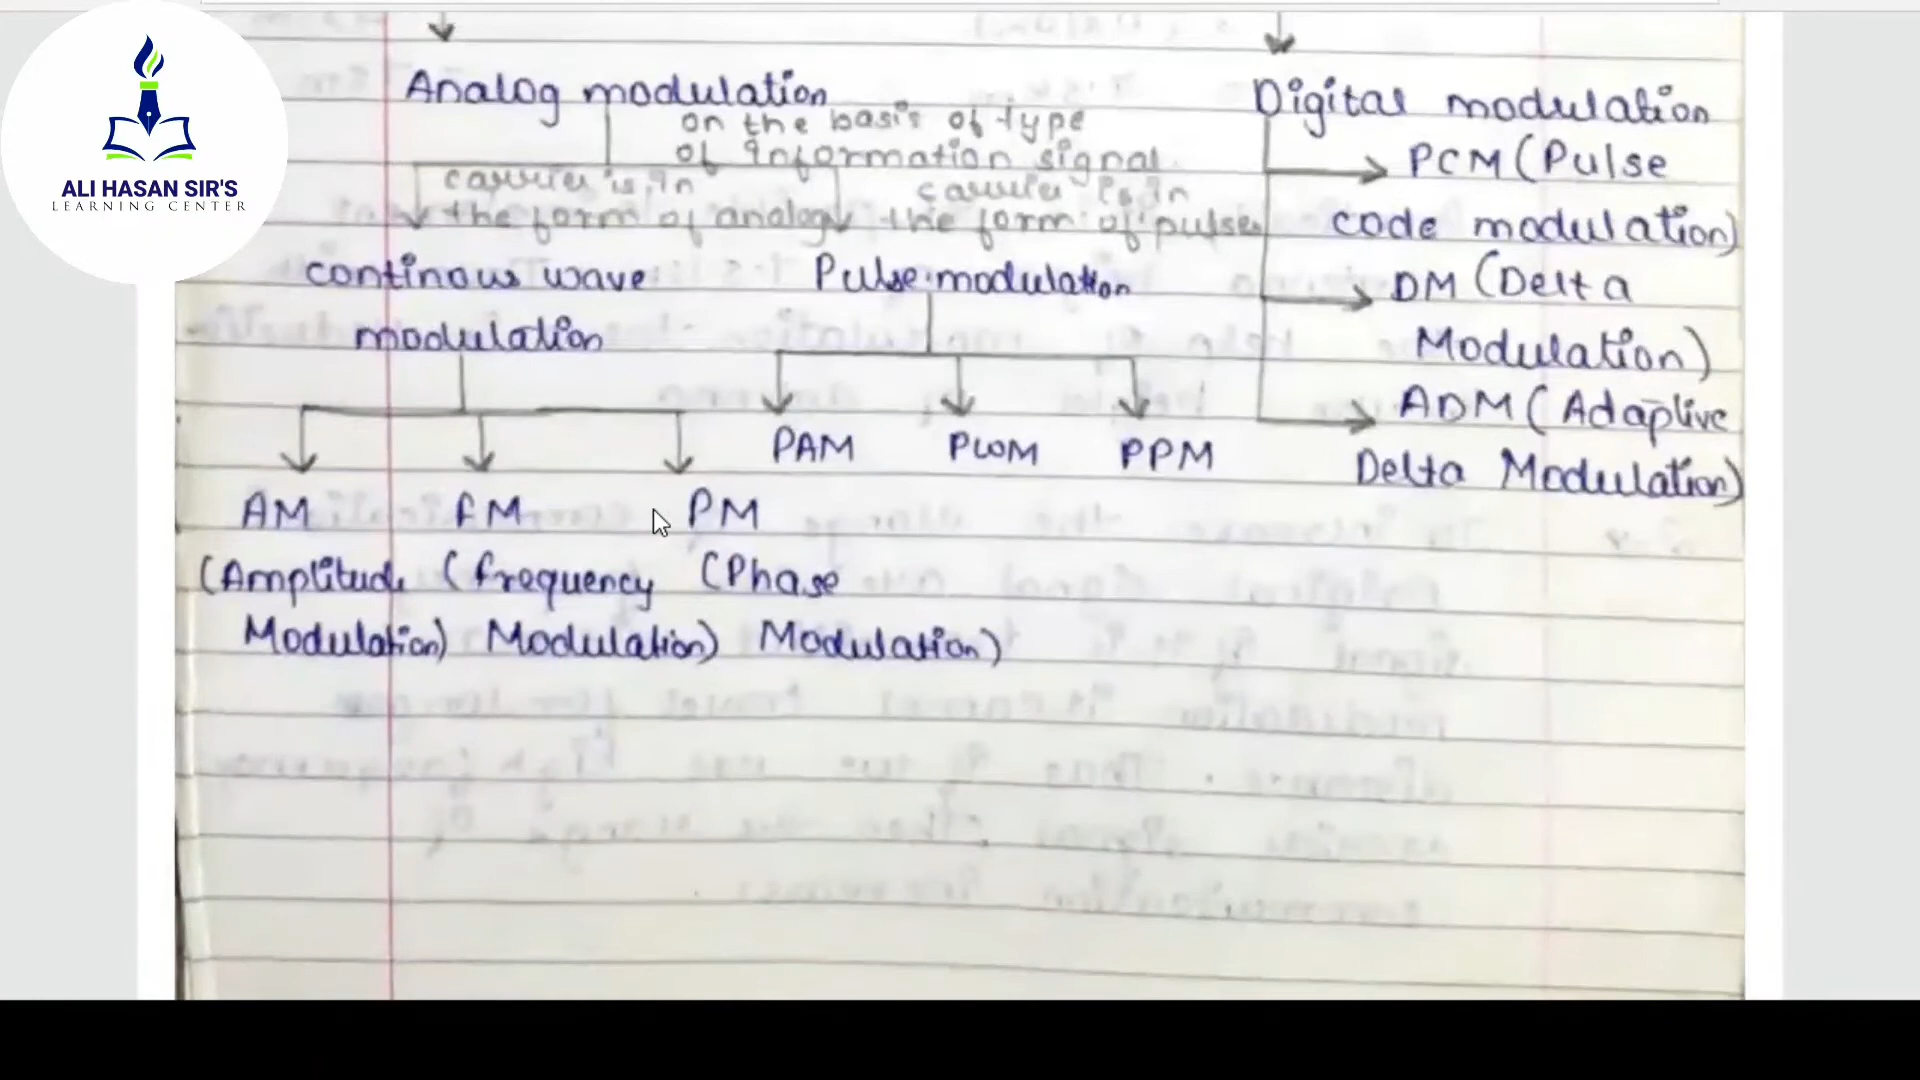 ALI HASAN SIR'S
LEARNING CENTER
Analog modulation
on the basis of type
of information signal
carrier is in
the form of analog
carrier is in
the form of pulse
continous wave
modulation
Pulse modulation
AM
(Amplitude
Modulation)
FM
(frequency
Modulation)
PM
(Phase
Modulation)
PAM
PWM
PPM
Digital modulation
PCM (Pulse
code modulation)
DM (Delta
Modulation)
ADM (Adaptive
Delta Modulation)